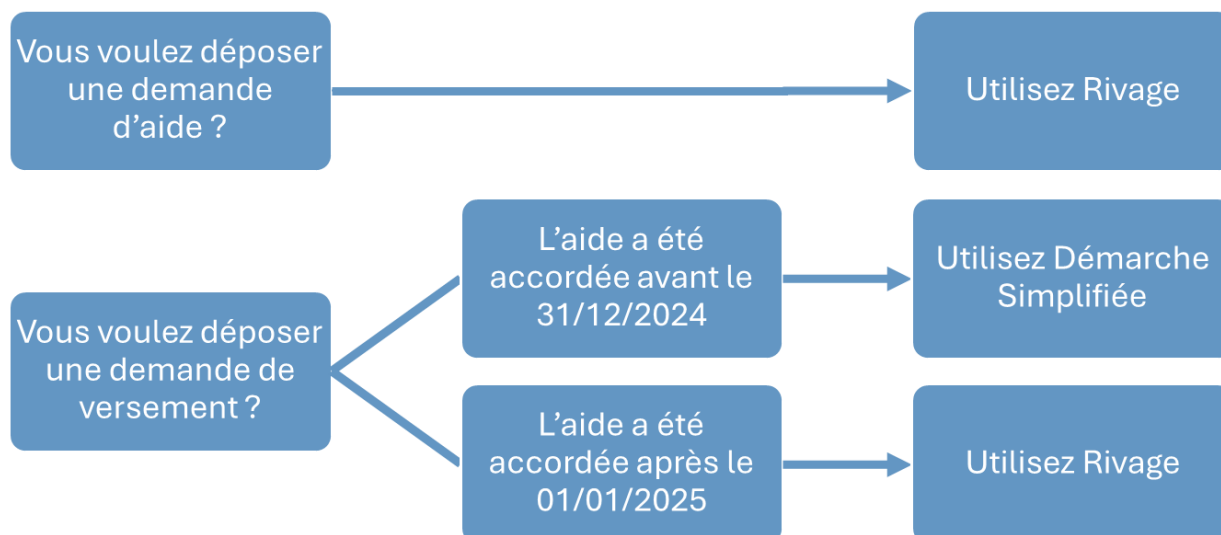 Vous voulez déposer
une demande
d’aide ?
Utilisez Rivage
Vous voulez déposer
une demande de
versement ?
L’aide a été
accordée avant le
31/12/2024
Utilisez Démarche
Simplifiée
L’aide a été
accordée après le
01/01/2025
Utilisez Rivage